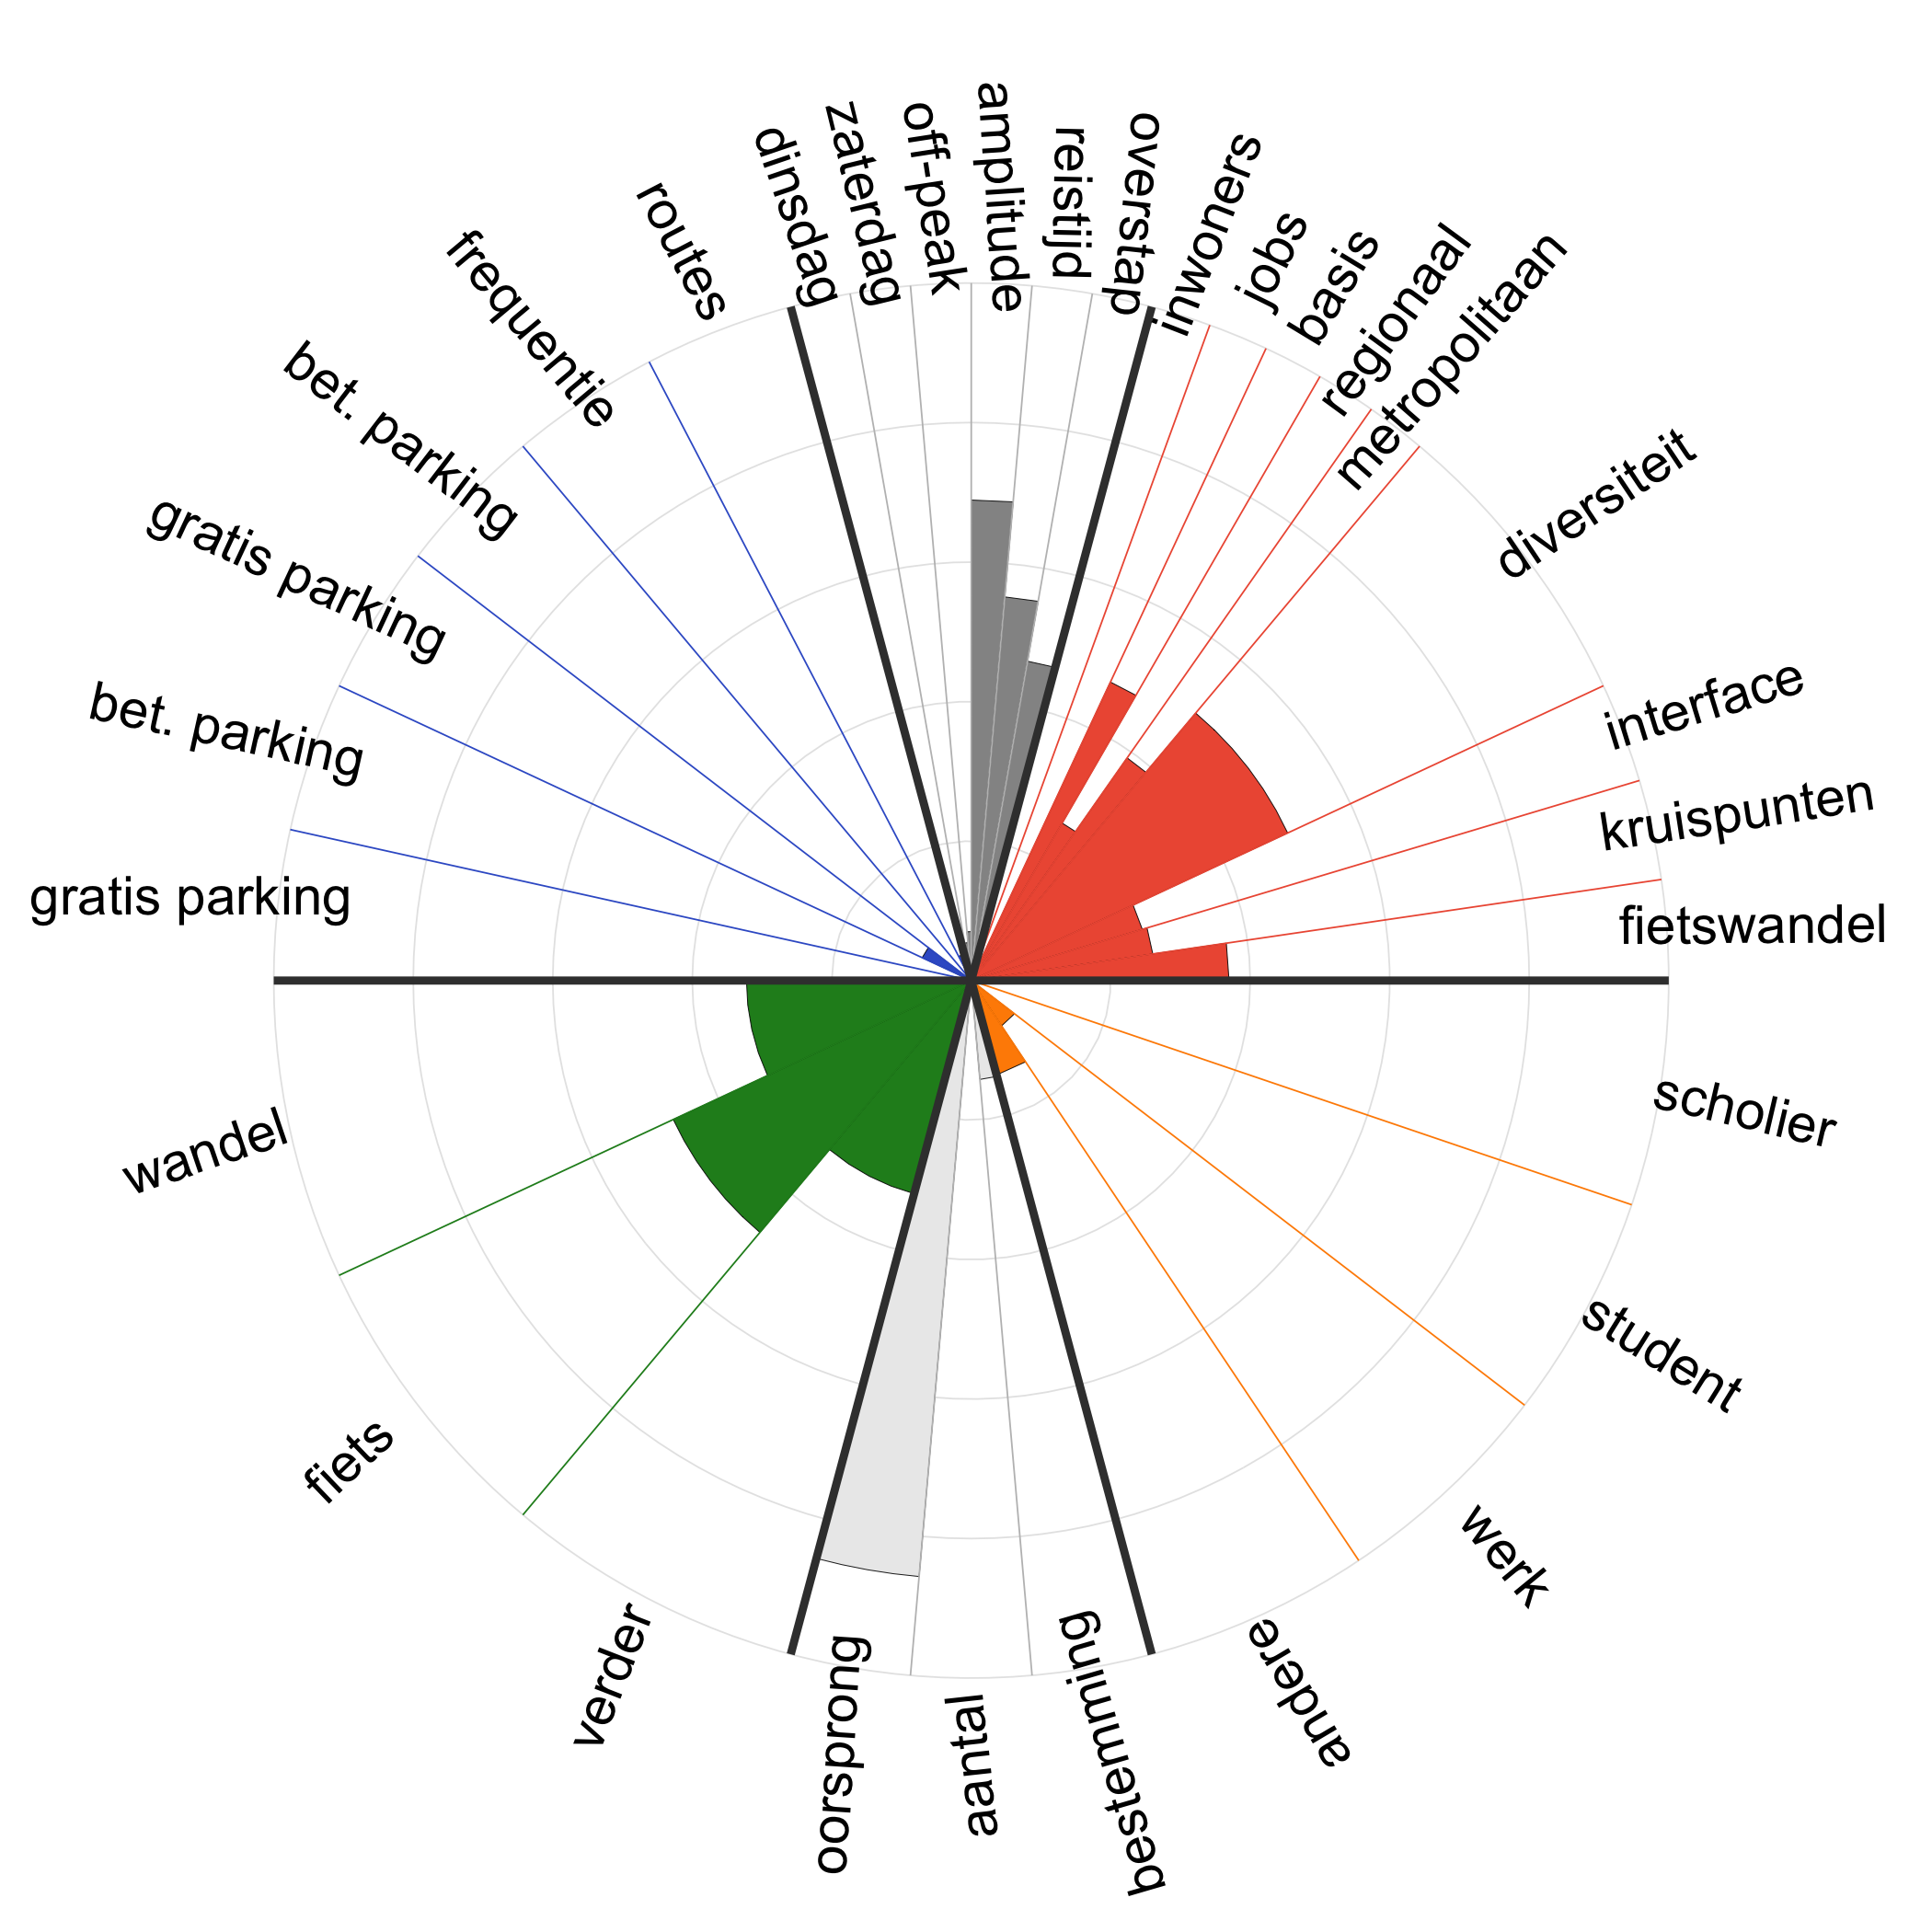 dinsdag
zaterdag
off-peak
amplitude
reistijd
overstap
inwoners
jobs
basis
regionaal
metropolitaan
diversiteit
interface
kruispunten
fietswandel
scholier
student
werk
andere
bestemming
aantal
oorsprong
verder
fiets
wandel
gratis parking
bet. parking
gratis parking
bet. parking
frequentie
routes